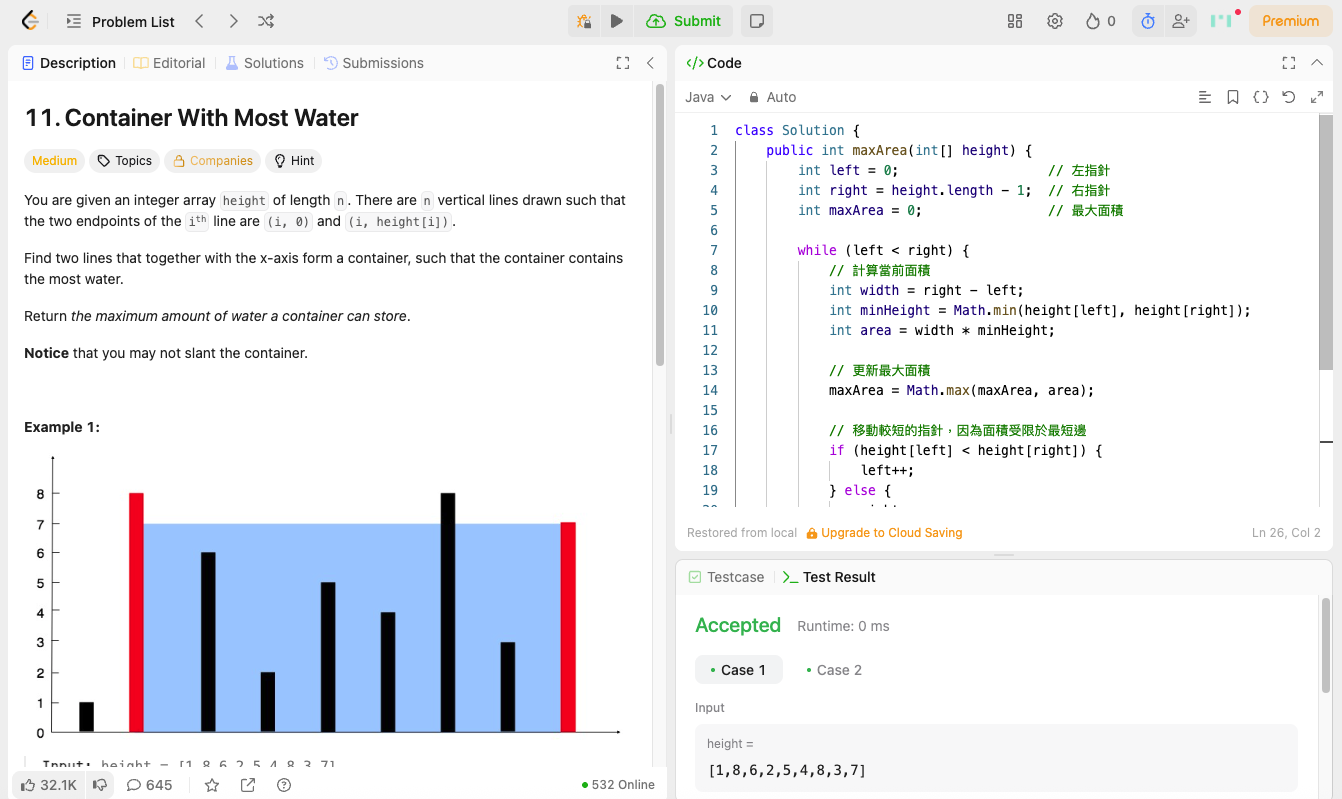 Problem List
Submit
0
Premium
Description
Editorial
Solutions
Submissions
11. Container With Most Water
Medium
Topics
Companies
Hint
You are given an integer array height of length n. There are n vertical lines drawn such that
the two endpoints of the ith line are (i, 0) and (i, height[i]).
Find two lines that together with the x-axis form a container, such that the container contains
the most water.
Return the maximum amount of water a container can store.
Notice that you may not slant the container.
Example 1:
8
7
6
5
4
3
2
1
0
Input: height = [1,8,6,2,5,4,8,3,7]
32.1K
645
532 Online
Code
Java
Auto
1 class Solution {
2 public int maxArea(int[] height) {
3 int left = 0; // 左指針
4 int right = height.length - 1; // 右指針
5 int maxArea = 0; // 最大面積
6
7 while (left < right) {
8 // 計算當前面積
9 int width = right - left;
10 int minHeight = Math.min(height[left], height[right]);
11 int area = width * minHeight;
12
13 // 更新最大面積
14 maxArea = Math.max(maxArea, area);
15
16 // 移動較短的指針，因為面積受限於最短邊
17 if (height[left] < height[right]) {
18 left++;
19 } else {
Restored from local
Upgrade to Cloud Saving
Ln 26, Col 2
Testcase
Test Result
Accepted
Runtime: 0 ms
Case 1
Case 2
Input
height =
[1,8,6,2,5,4,8,3,7]